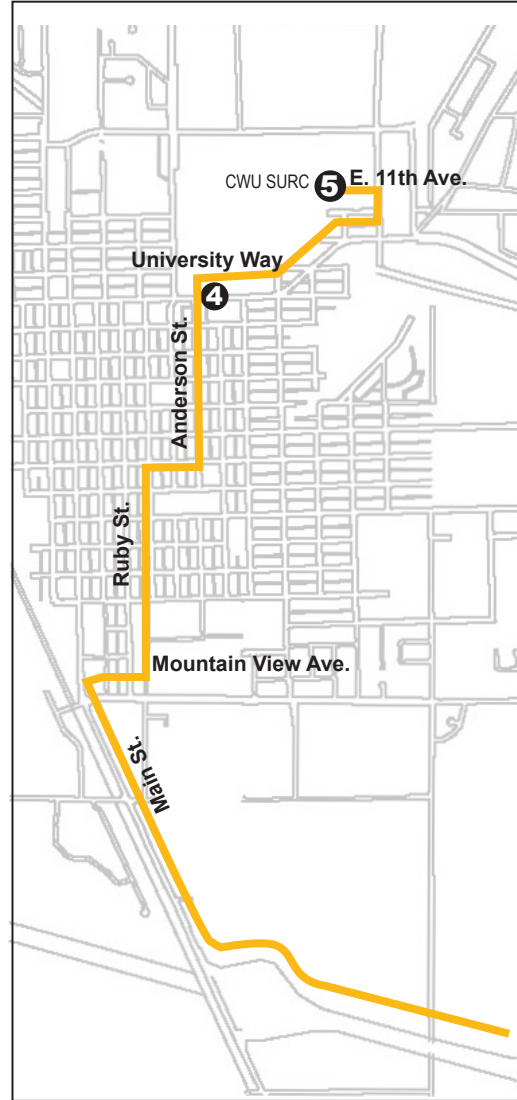 CWU SURC 5 E. 11th Ave.
University Way
4
Anderson St.
Ruby St.
Mountain View Ave.
Main St.